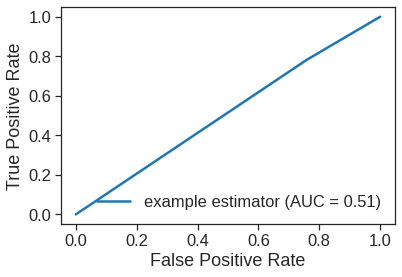 1.0
0.8
0.6
0.4
0.2
0.0
True Positive Rate
example estimator (AUC = 0.51)
0.0 0.2 0.4 0.6 0.8 1.0
False Positive Rate